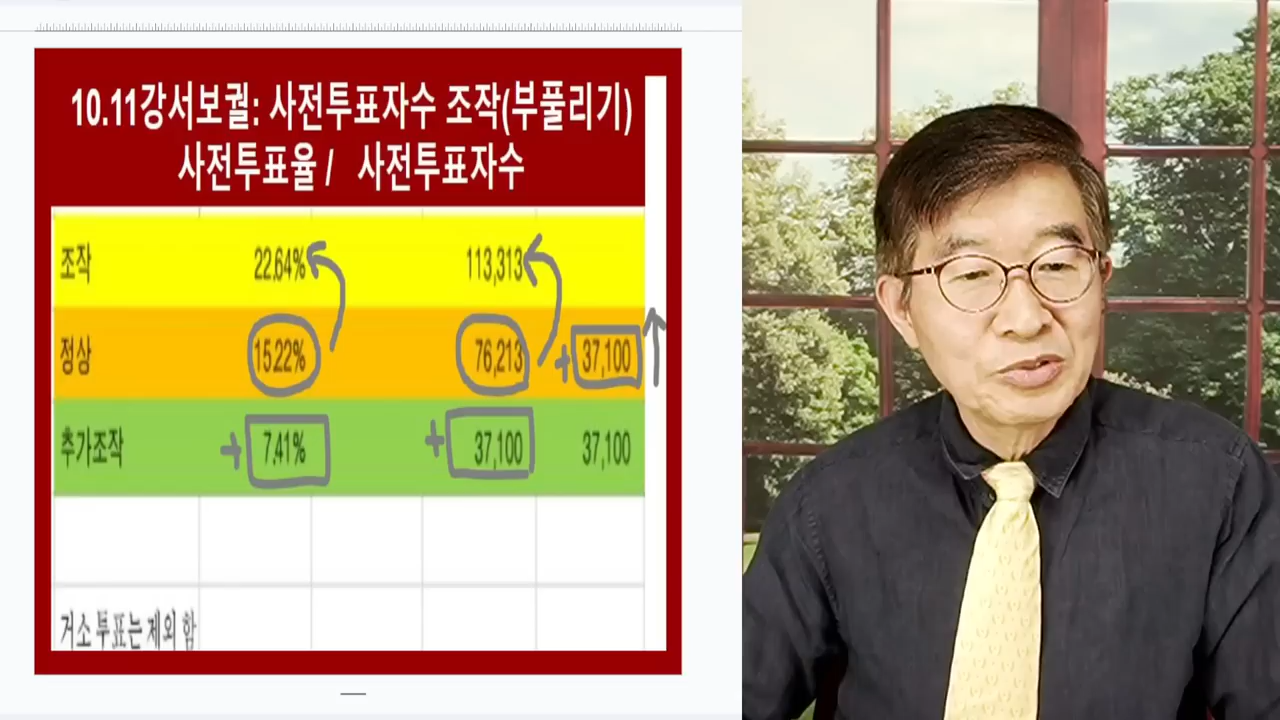 10.11강서보궐: 사전투표자수 조작(부풀리기)
사전투표율 / 사전투표자수
조작 22.64% 113,313
정상 15.22% 76,213 + 37,100
추가조작 + 7.41% + 37,100 37,100
거소 투표는 제외 함